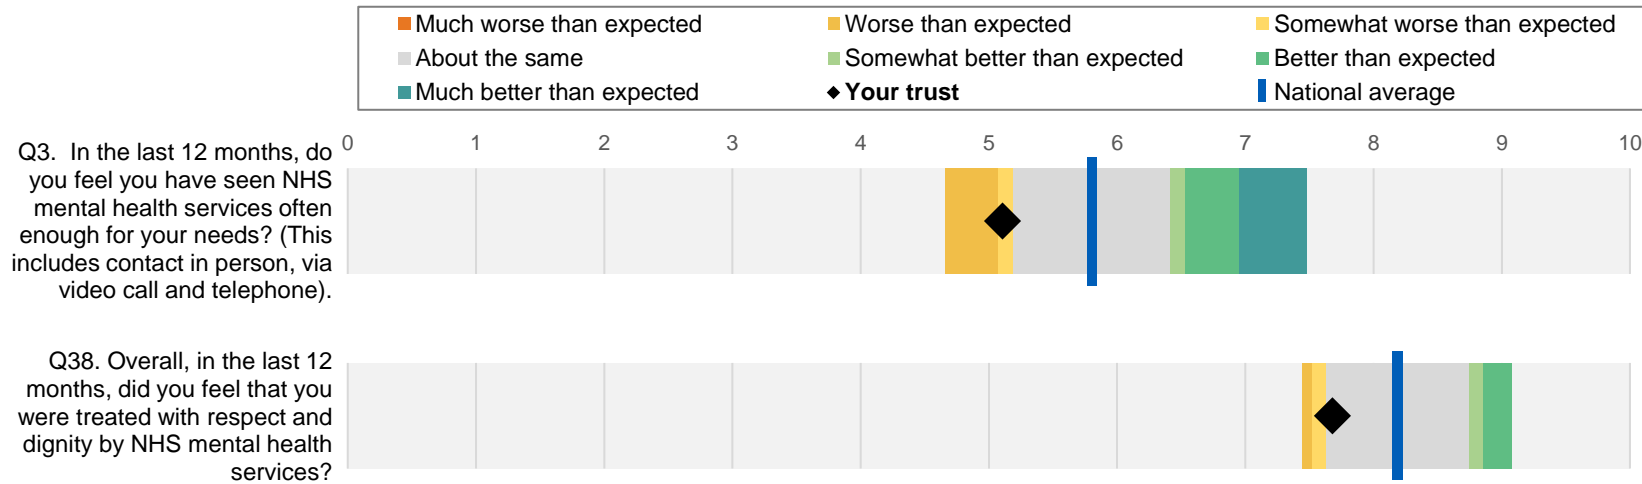 Much worse than expected
Worse than expected
Somewhat worse than expected
About the same
Somewhat better than expected
Better than expected
Much better than expected
Your trust
National average
0 1 2 3 4 5 6 7 8 9 10
Q3. In the last 12 months, do
you feel you have seen NHS
mental health services often
enough for your needs? (This
includes contact in person, via
video call and telephone).
Q38. Overall, in the last 12
months, did you feel that you
were treated with respect and
dignity by NHS mental health
services?